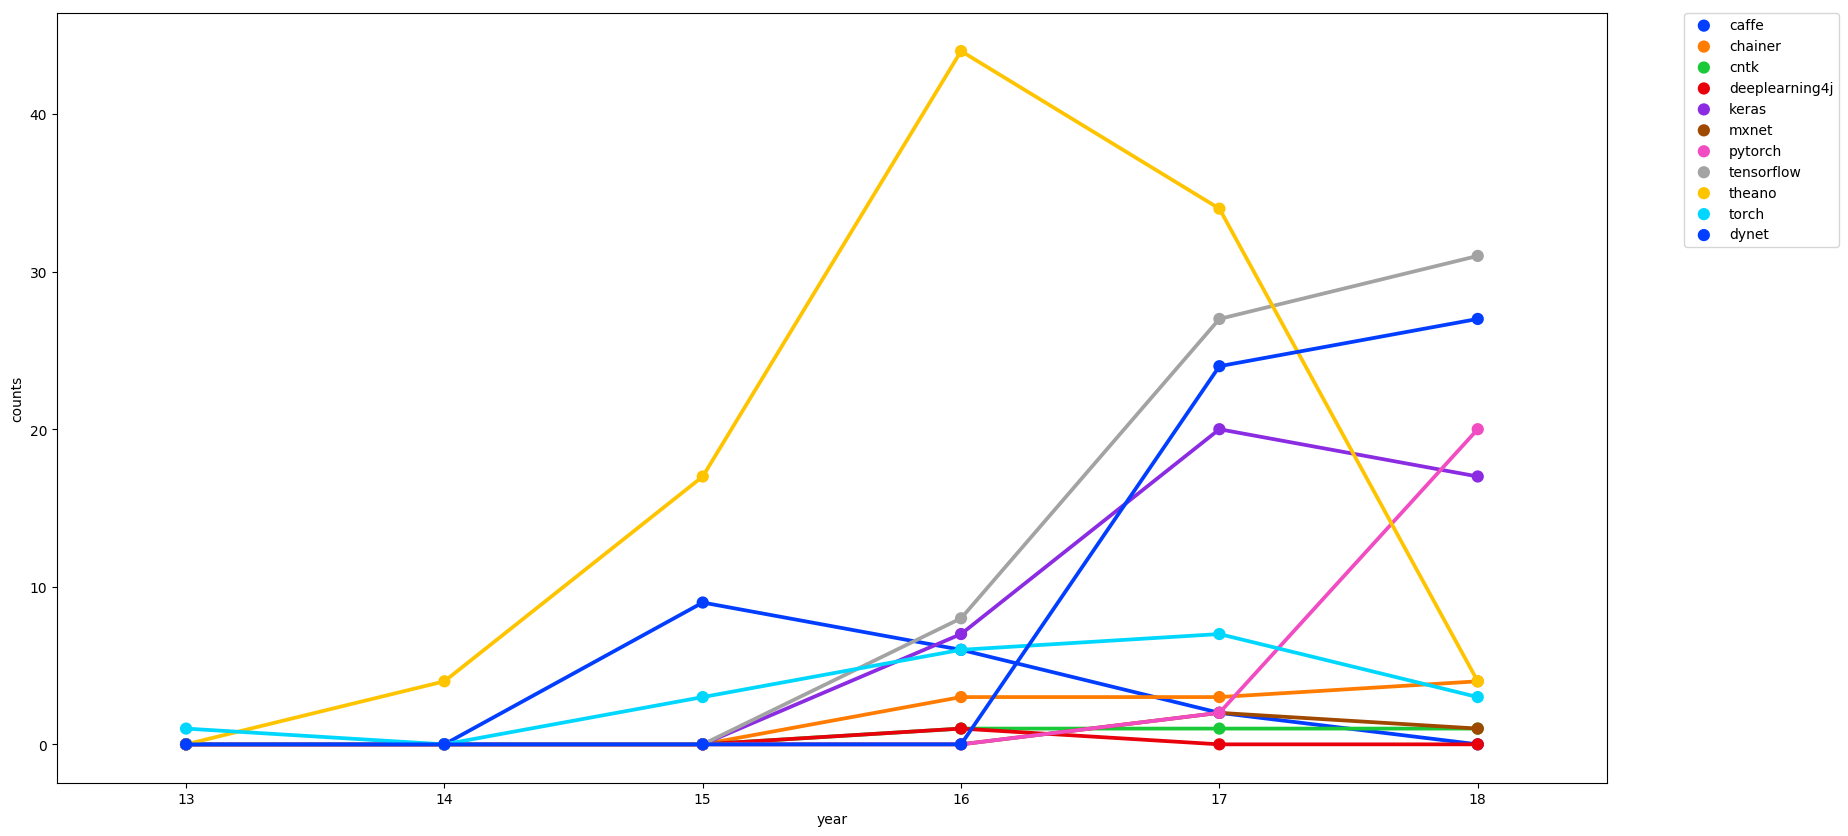 40
30
20
10
0
counts
13 14 15 16 17 18
year
caffe
chainer
cntk
deeplearning4j
keras
mxnet
pytorch
tensorflow
theano
torch
dynet